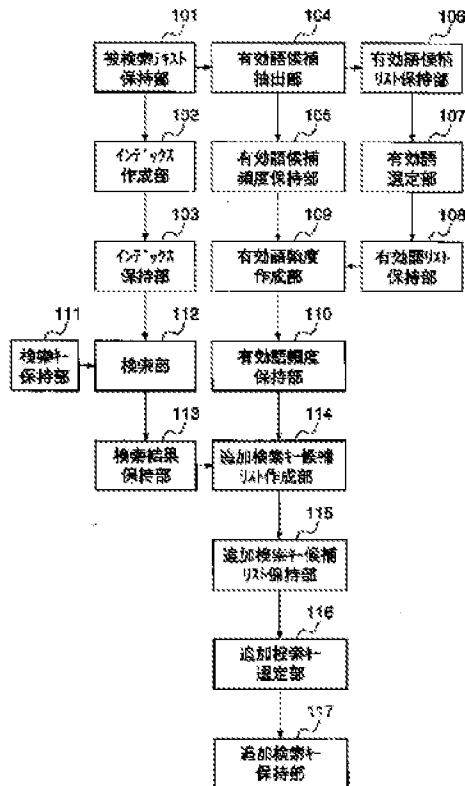 101
被検索テキスト
保持部
104
有効語候補
抽出部
106
有効語候補
リスト保持部
102
インデックス
作成部
105
有効語候補
頻度保持部
107
有効語
選定部
103
インデックス
保持部
109
有効語頻度
作成部
108
有効語リスト
保持部
111
検索キー
保持部
112
検索部
110
有効語頻度
保持部
113
検索結果
保持部
114
追加検索キー候補
リスト作成部
115
追加検索キー候補
リスト保持部
116
追加検索キー
選定部
117
追加検索キー
保持部